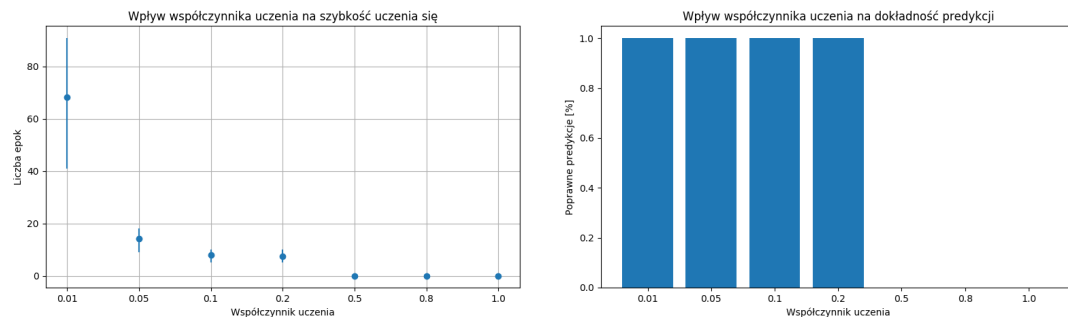 Wpływ współczynnika uczenia na szybkość uczenia się
80
60
40
20
0
Liczba epok
0.01 0.05 0.1 0.2 0.5 0.8 1.0
Współczynnik uczenia
Wpływ współczynnika uczenia na dokładność predykcji
1.0
0.8
0.6
0.4
0.2
0.0
Poprawne predykcje [%]
0.01 0.05 0.1 0.2 0.5 0.8 1.0
Współczynnik uczenia